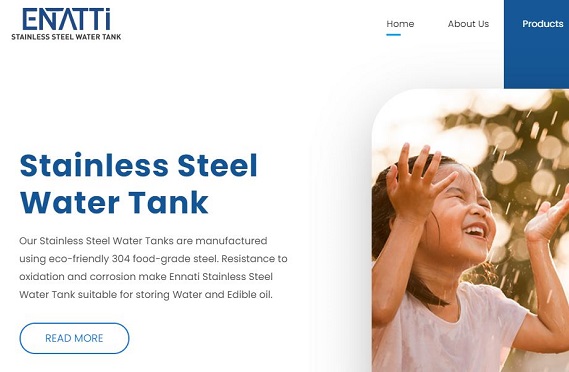 ENATTi
STAINLESS STEEL WATER TANK
Home About Us Products
Stainless Steel
Water Tank
Our Stainless Steel Water Tanks are manufactured
using eco-friendly 304 food-grade steel. Resistance to
oxidation and corrosion make Ennati Stainless Steel
Water Tank suitable for storing Water and Edible oil.
READ MORE